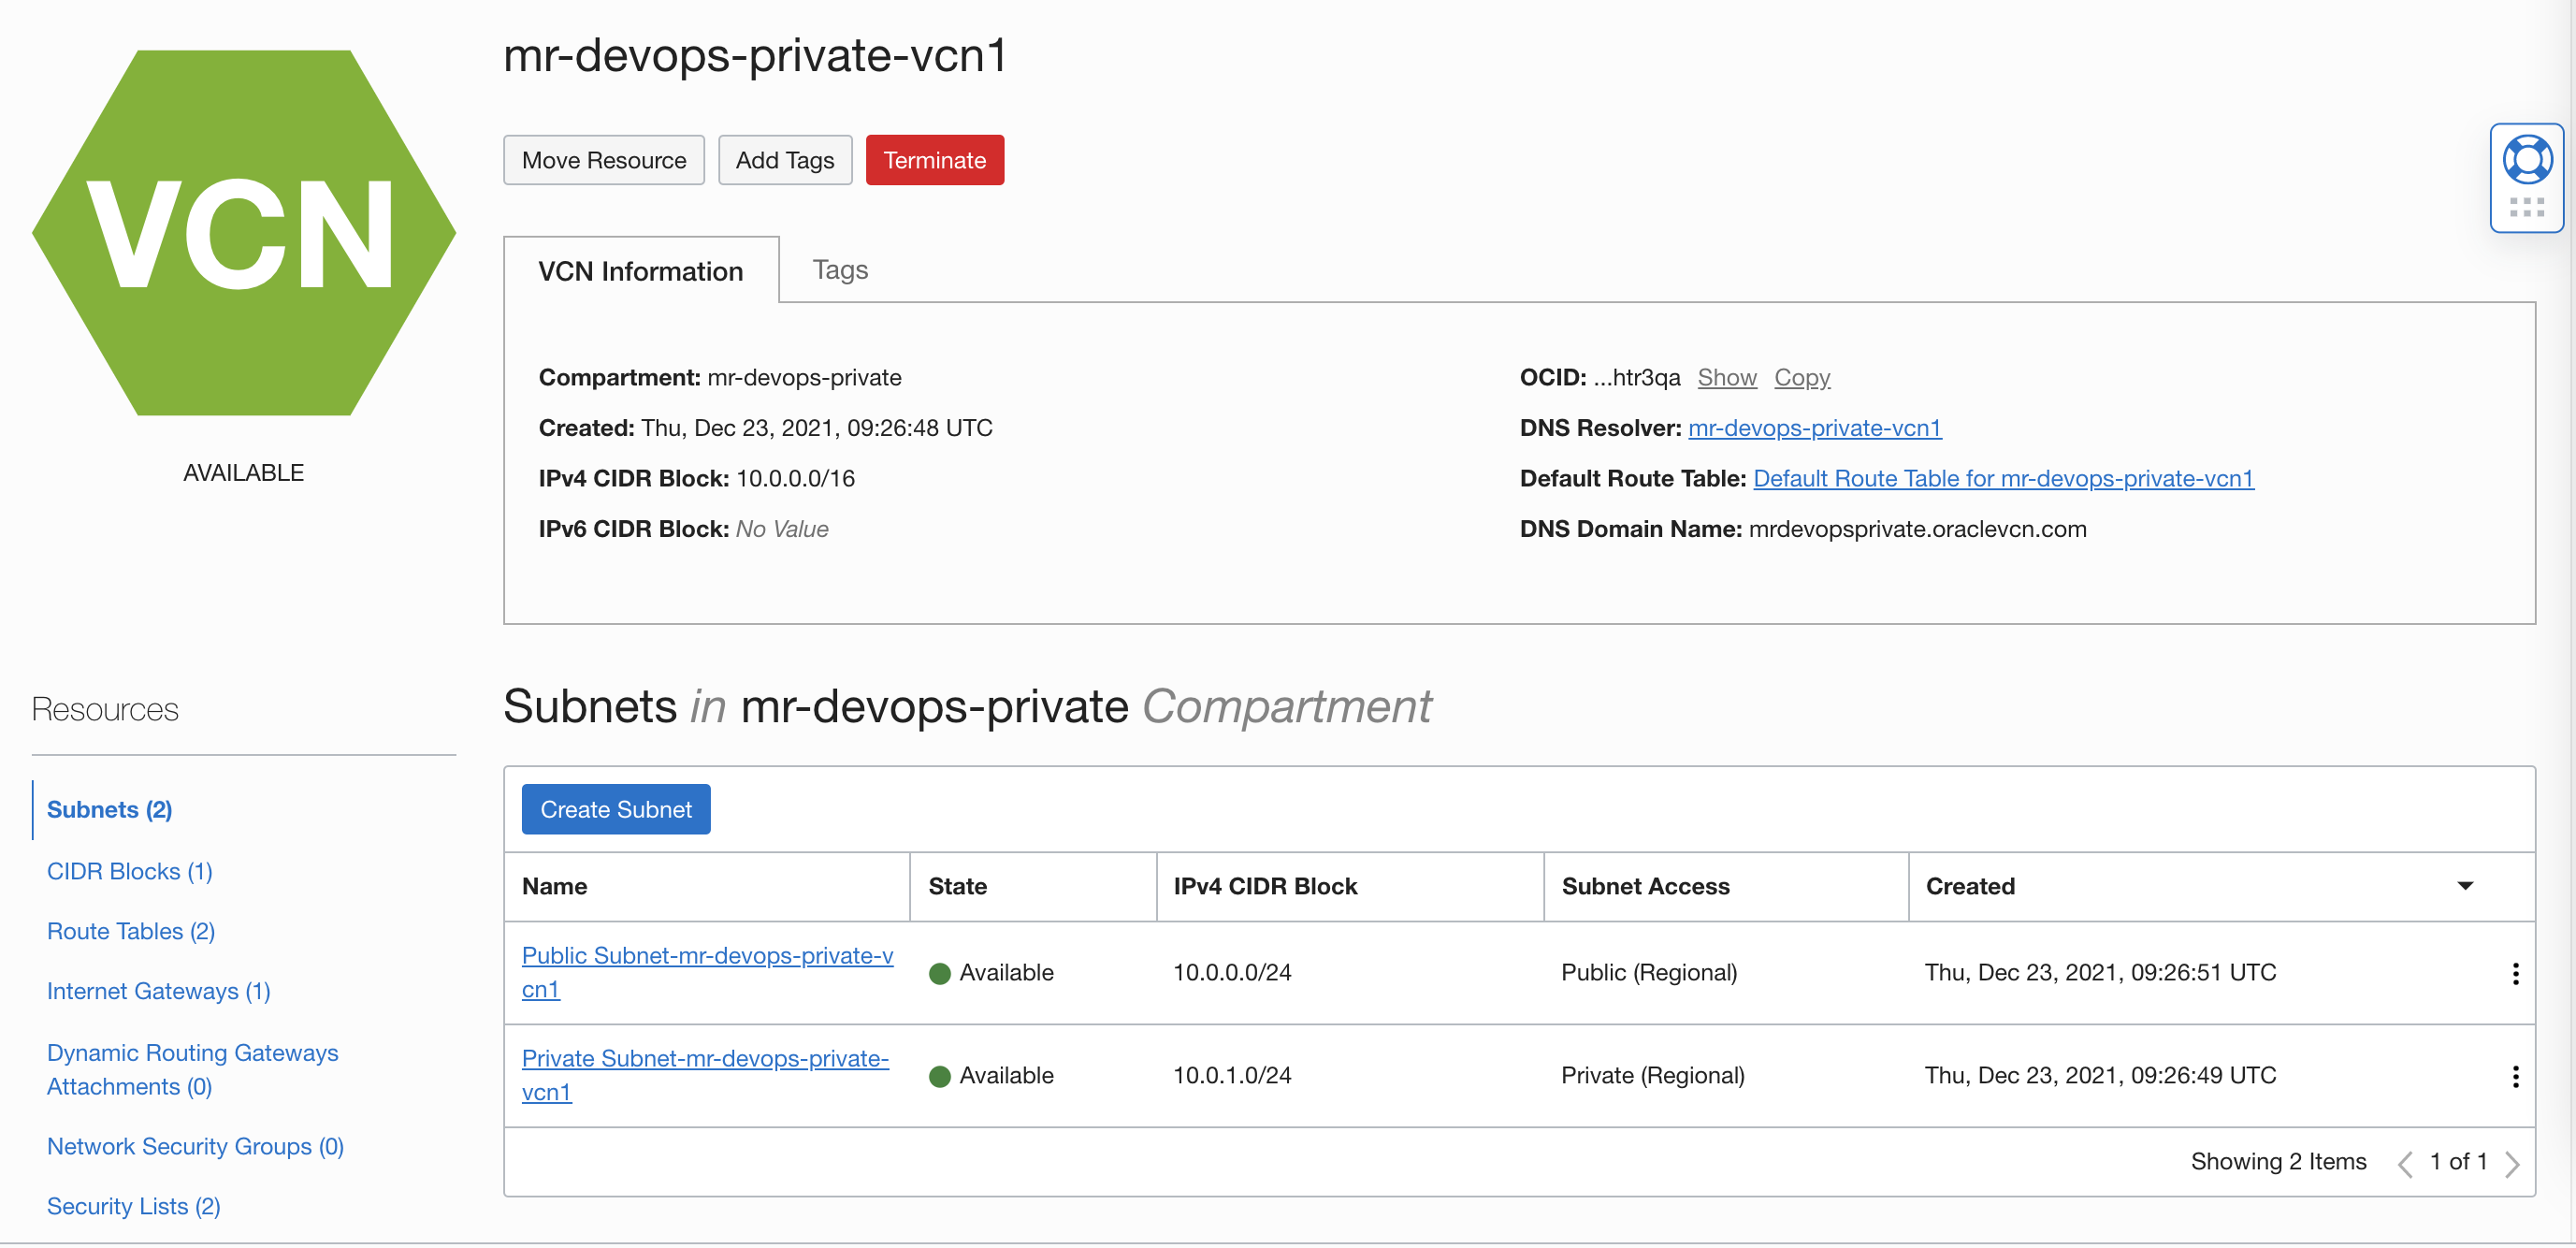 VCN
AVAILABLE
mr-devops-private-vcn1
Move Resource
Add Tags
Terminate
VCN Information
Tags
Compartment: mr-devops-private
Created: Thu, Dec 23, 2021, 09:26:48 UTC
IPv4 CIDR Block: 10.0.0.0/16
IPv6 CIDR Block: No Value
OCID: ...htr3qa Show Copy
DNS Resolver: mr-devops-private-vcn1
Default Route Table: Default Route Table for mr-devops-private-vcn1
DNS Domain Name: mrdevopsprivate.oraclevcn.com
Resources
Subnets (2)
CIDR Blocks (1)
Route Tables (2)
Internet Gateways (1)
Dynamic Routing Gateways
Attachments (0)
Network Security Groups (0)
Security Lists (2)
Subnets in mr-devops-private Compartment
Create Subnet
Name State IPv4 CIDR Block Subnet Access Created
Public Subnet-mr-devops-private-v
cn1
Available 10.0.0.0/24 Public (Regional) Thu, Dec 23, 2021, 09:26:51 UTC
Private Subnet-mr-devops-private-
vcn1
Available 10.0.1.0/24 Private (Regional) Thu, Dec 23, 2021, 09:26:49 UTC
Showing 2 Items 1 of 1